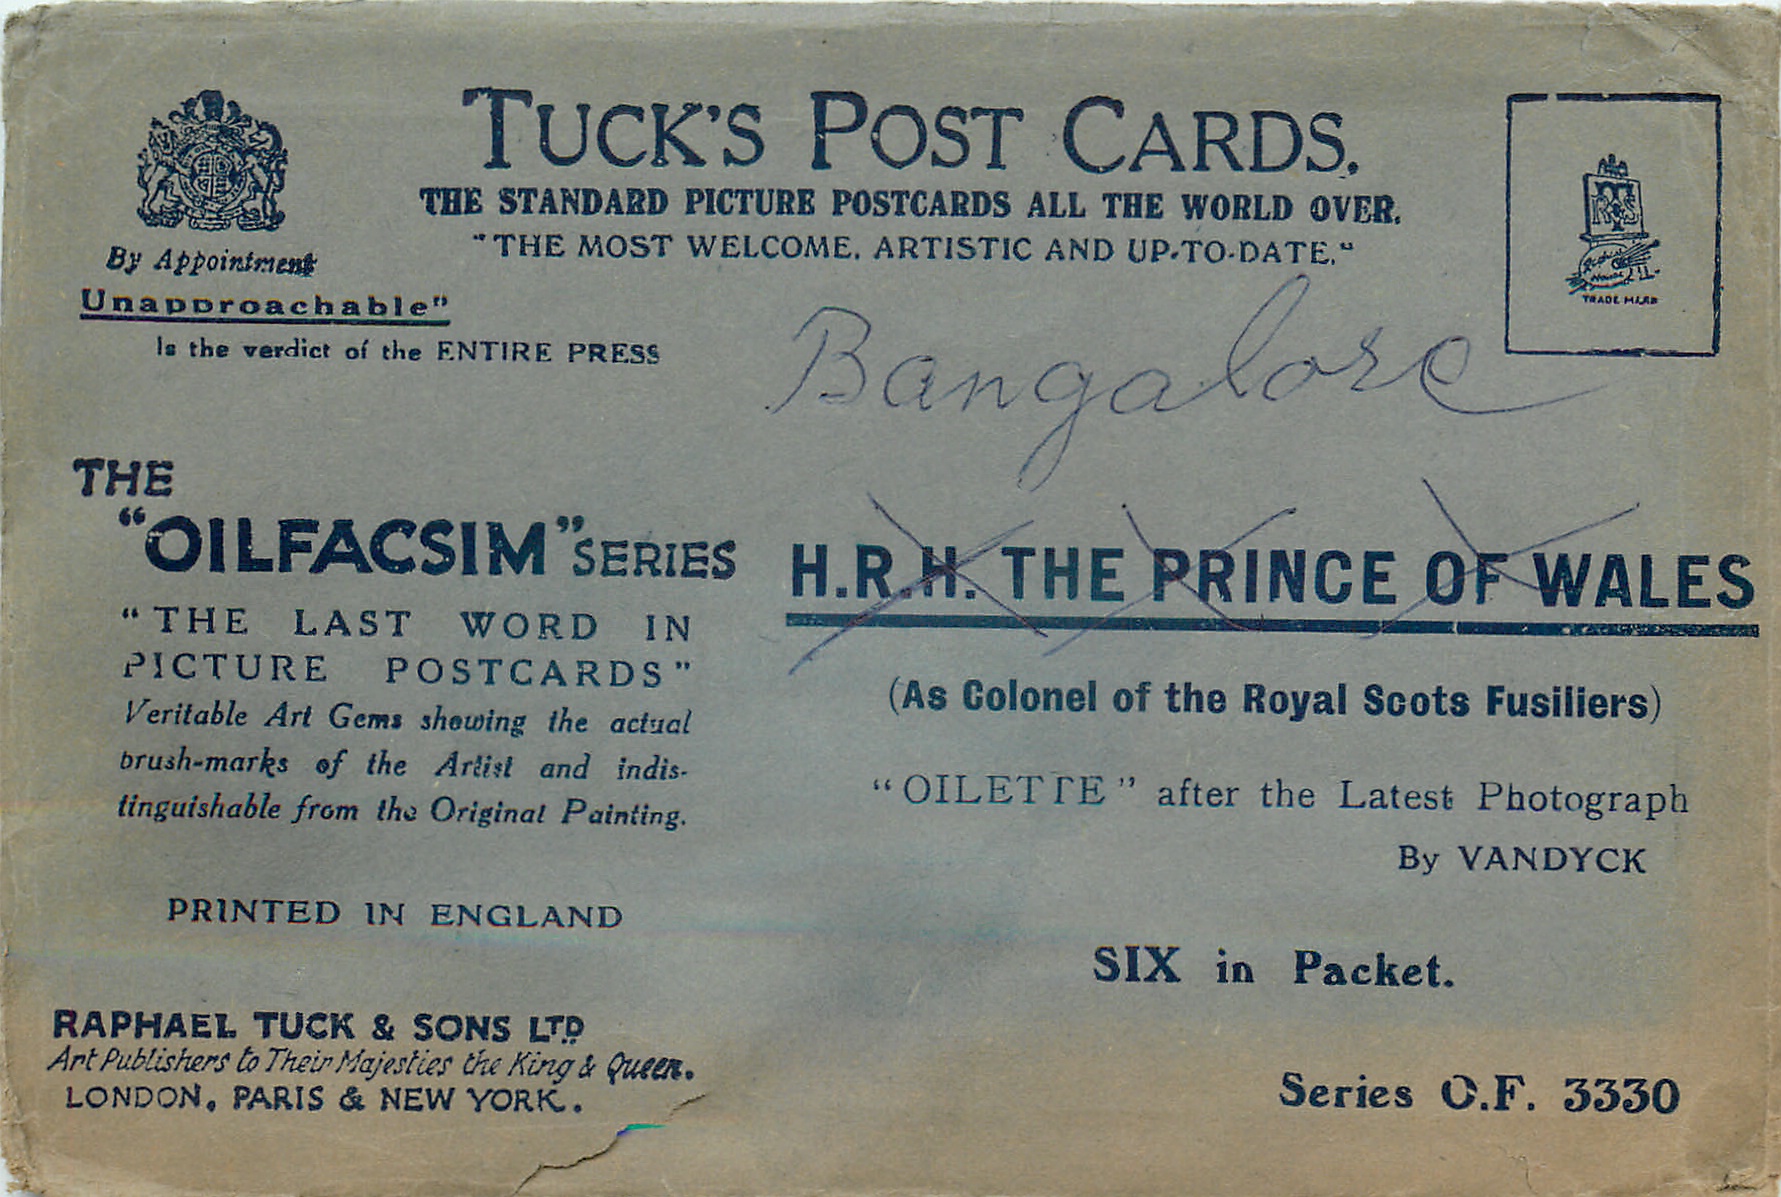 TUCK'S POST CARDS.
THE STANDARD PICTURE POSTCARDS ALL THE WORLD OVER.
"THE MOST WELCOME, ARTISTIC AND UP-TO-DATE."
By Appointment
Unapproachable"
Is the verdict of the ENTIRE PRESS
RTS
TRADE MARK
Bangalore
THE
"OILFACSIM" SERIES
"THE LAST WORD IN
PICTURE POSTCARDS"
Veritable Art Gems showing the actual
brush-marks of the Artist and indis-
tinguishable from the Original Painting.
PRINTED IN ENGLAND
RAPHAEL TUCK & SONS LTD
Art Publishers to Their Majesties the King & Queen.
LONDON, PARIS & NEW YORK.
H.R.H. THE PRINCE OF WALES
(As Colonel of the Royal Scots Fusiliers)
"OILETTE" after the Latest Photograph
By VANDYCK
SIX in Packet.
Series O.F. 3330